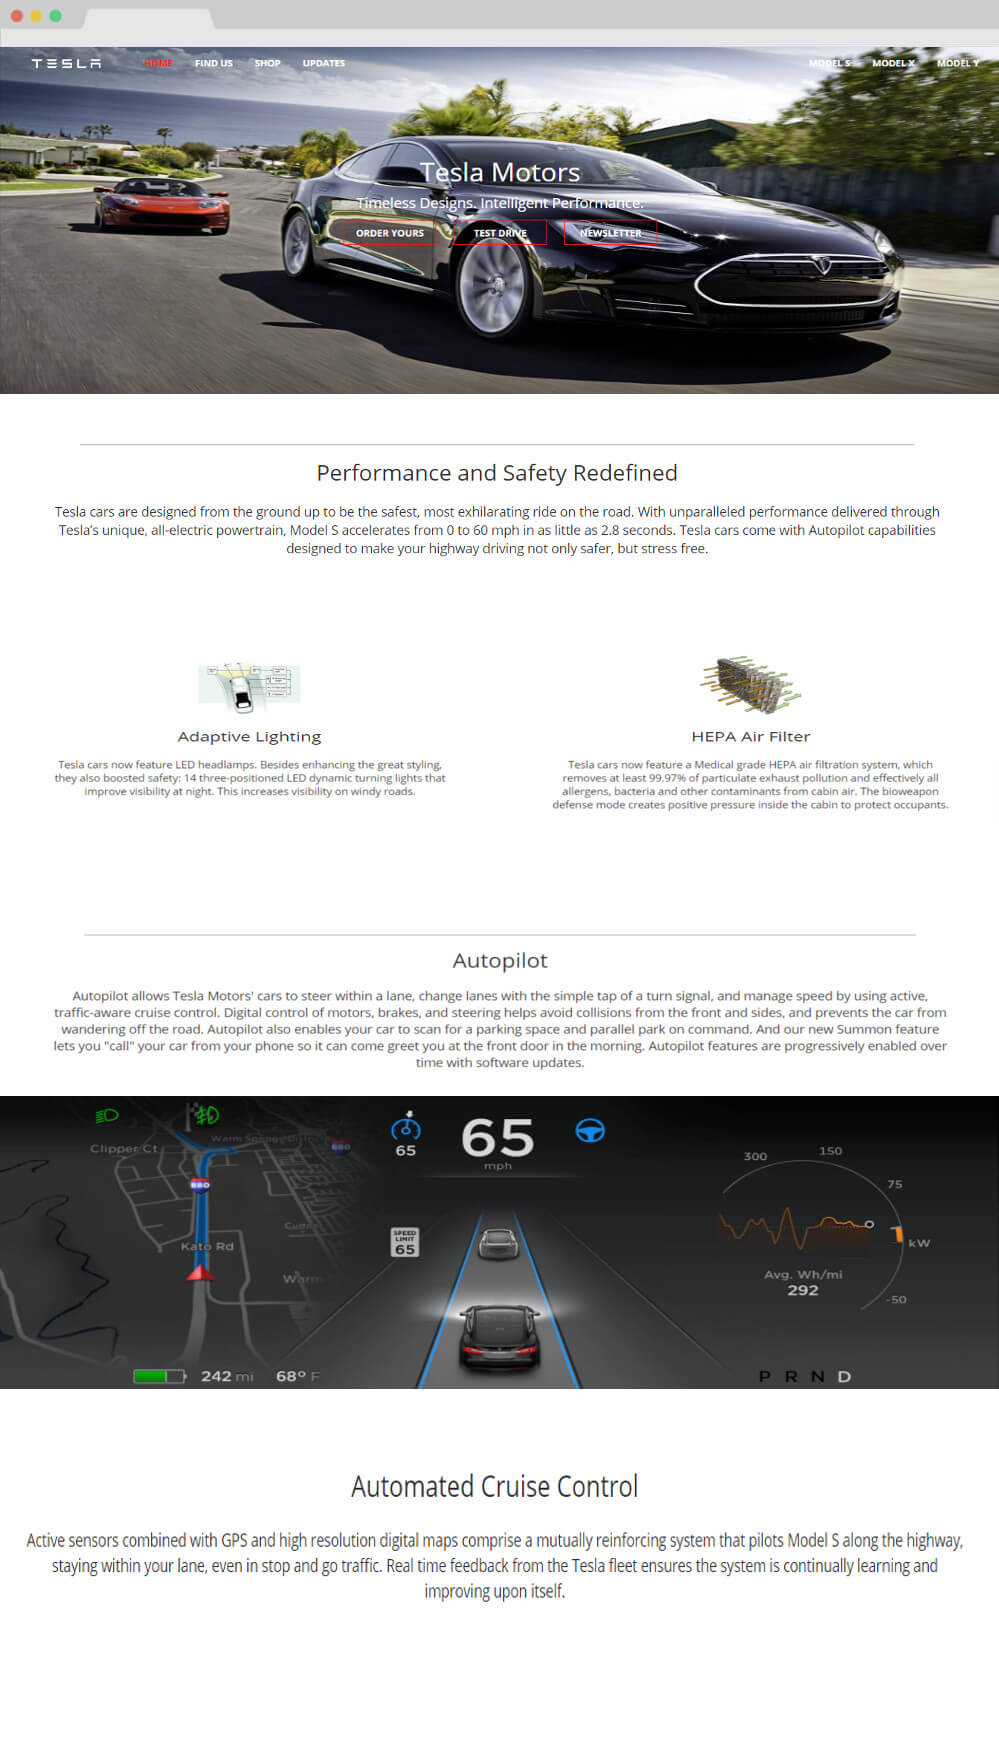 TESLA HOME FIND US SHOP UPDATES MODEL S MODEL X MODEL Y
Tesla Motors
Timeless Designs. Intelligent Performance.
ORDER YOURS TEST DRIVE NEWSLETTER
Performance and Safety Redefined
Tesla cars are designed from the ground up to be the safest, most exhilarating ride on the road. With unparalleled performance delivered through
Tesla's unique, all-electric powertrain, Model S accelerates from 0 to 60 mph in as little as 2.8 seconds. Tesla cars come with Autopilot capabilities
designed to make your highway driving not only safer, but stress free.
Adaptive Lighting
Tesla cars now feature LED headlamps. Besides enhancing the great styling,
they also boosted safety: 14 three-positioned LED dynamic turning lights that
improve visibility at night. This increases visibility on windy roads.
HEPA Air Filter
Tesla cars now feature a Medical grade HEPA air filtration system, which
removes at least 99.97% of particulate exhaust pollution and effectively all
allergens, bacteria and other contaminants from cabin air. The bioweapon
defense mode creates positive pressure inside the cabin to protect occupants.
Autopilot
Autopilot allows Tesla Motors' cars to steer within a lane, change lanes with the simple tap of a turn signal, and manage speed by using active,
traffic-aware cruise control. Digital control of motors, brakes, and steering helps avoid collisions from the front and sides, and prevents the car from
wandering off the road. Autopilot also enables your car to scan for a parking space and parallel park on command. And our new Summon feature
lets you "call" your car from your phone so it can come greet you at the front door in the morning. Autopilot features are progressively enabled over
time with software updates.
Clipper Ct
Warm Springs
680
680
Kato Rd
Warm
242 mi 68° F
65
65
mph
SPEED
LIMIT
65
300
150
75
kW
Avg. Wh/mi
292
-50
P R N D
Automated Cruise Control
Active sensors combined with GPS and high resolution digital maps comprise a mutually reinforcing system that pilots Model S along the highway,
staying within your lane, even in stop and go traffic. Real time feedback from the Tesla fleet ensures the system is continually learning and
improving upon itself.